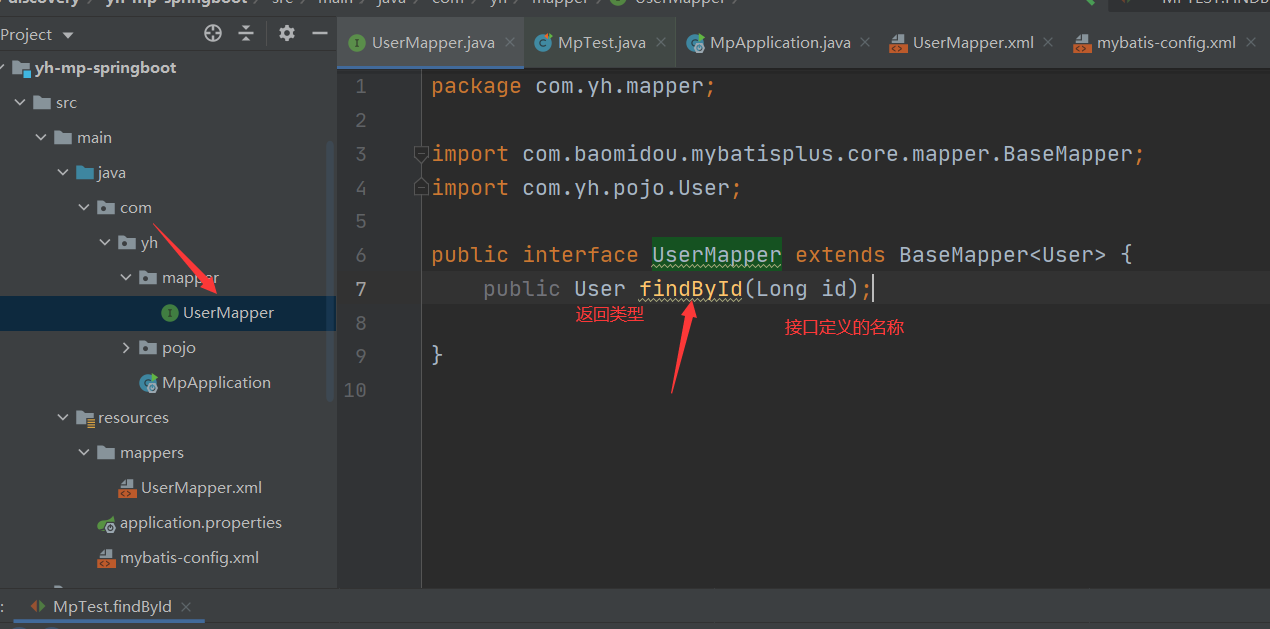 yh-mp-springboot src main java com yh mapper UserMapper
Project
UserMapper.java
MpTest.java
MpApplication.java
UserMapper.xml
mybatis-config.xml
yh-mp-springboot
src
main
java
com
yh
mapper
UserMapper
pojo
MpApplication
resources
mappers
UserMapper.xml
application.properties
mybatis-config.xml
1 package com.yh.mapper;
2
3 import com.baomidou.mybatisplus.core.mapper.BaseMapper;
4 import com.yh.pojo.User;
5
6 public interface UserMapper extends BaseMapper<User> {
7 public User findById(Long id);
返回类型
接口定义的名称
8
9 }
10
: MpTest.findById